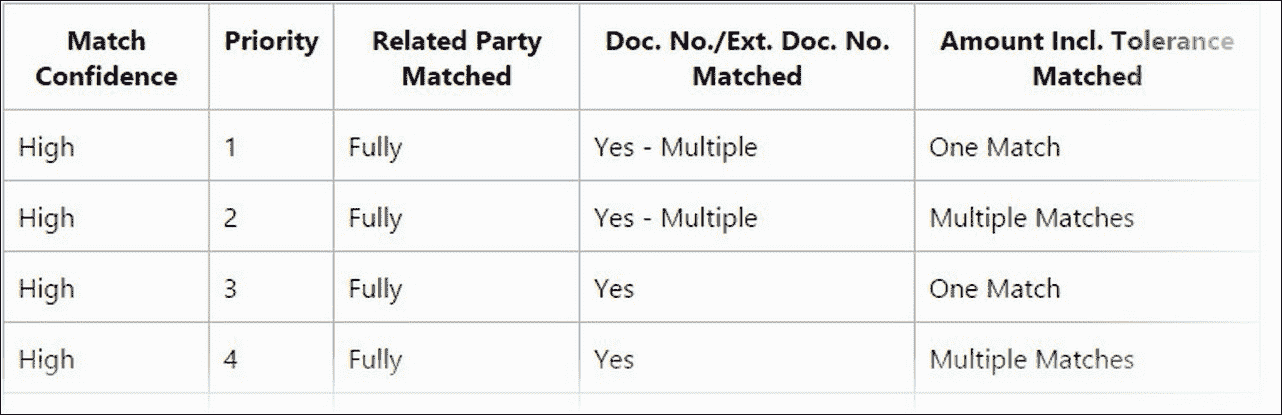 Match Confidence Priority Related Party Matched Doc. No./Ext. Doc. No. Matched Amount Incl. Tolerance Matched
High 1 Fully Yes - Multiple One Match
High 2 Fully Yes - Multiple Multiple Matches
High 3 Fully Yes One Match
High 4 Fully Yes Multiple Matches